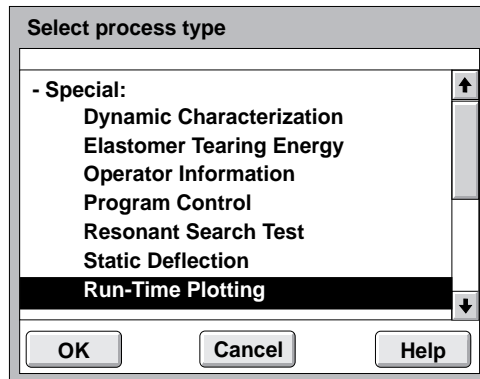 Select process type
- Special:
Dynamic Characterization
Elastomer Tearing Energy
Operator Information
Program Control
Resonant Search Test
Static Deflection
Run-Time Plotting
OK Cancel Help